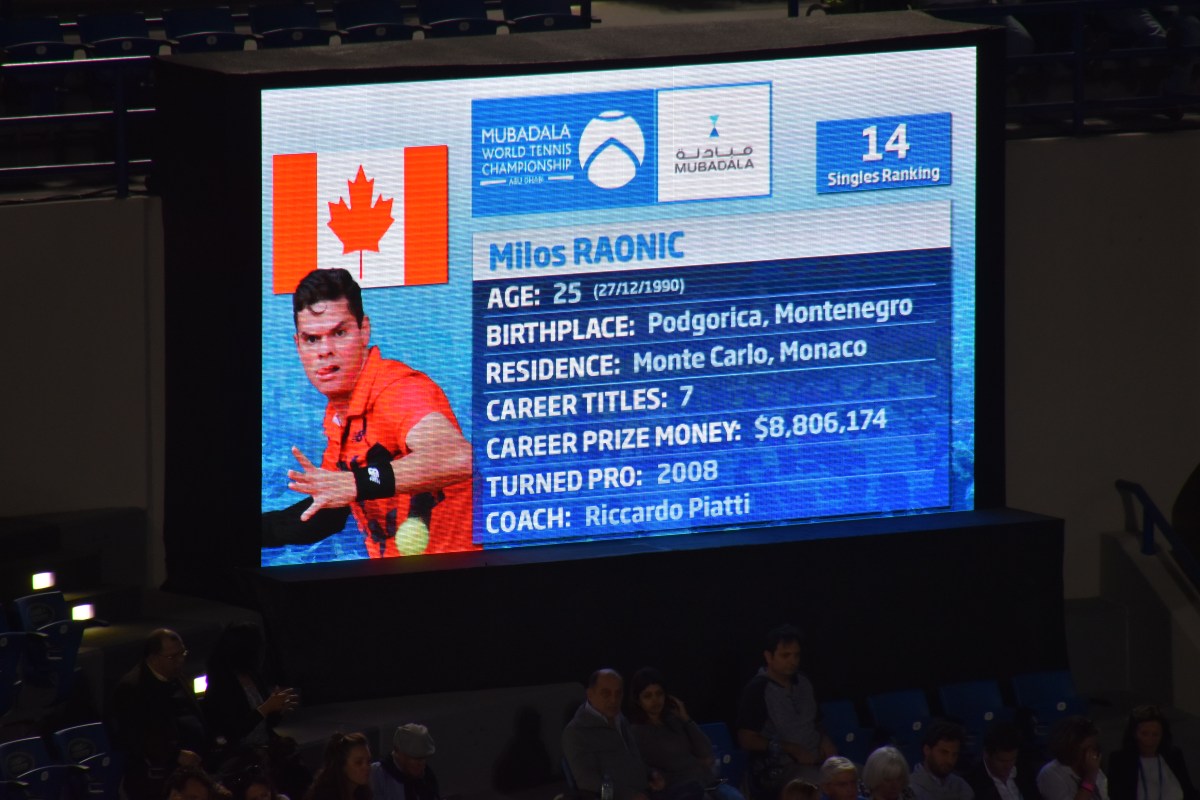 MUBADALA
WORLD TENNIS
CHAMPIONSHIP
ABU DHABI
مبادلة
MUBADALA
14
Singles Ranking
Milos RAONIC
AGE: 25 (27/12/1990)
BIRTHPLACE: Podgorica, Montenegro
RESIDENCE: Monte Carlo, Monaco
CAREER TITLES: 7
CAREER PRIZE MONEY: $8,806,174
TURNED PRO: 2008
COACH: Riccardo Piatti